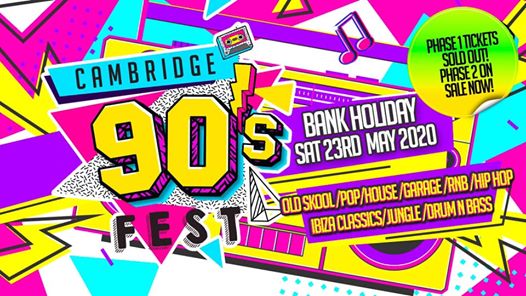 CAMBRIDGE
90's
FEST
BANK HOLIDAY
SAT 23RD MAY 2020
OLD SKOOL/POP/HOUSE/GARAGE/RNB/HIP HOP
IBIZA CLASSICS/JUNGLE/DRUM N BASS
PHASE 1 TICKETS
SOLD OUT!
PHASE 2 ON
SALE NOW!